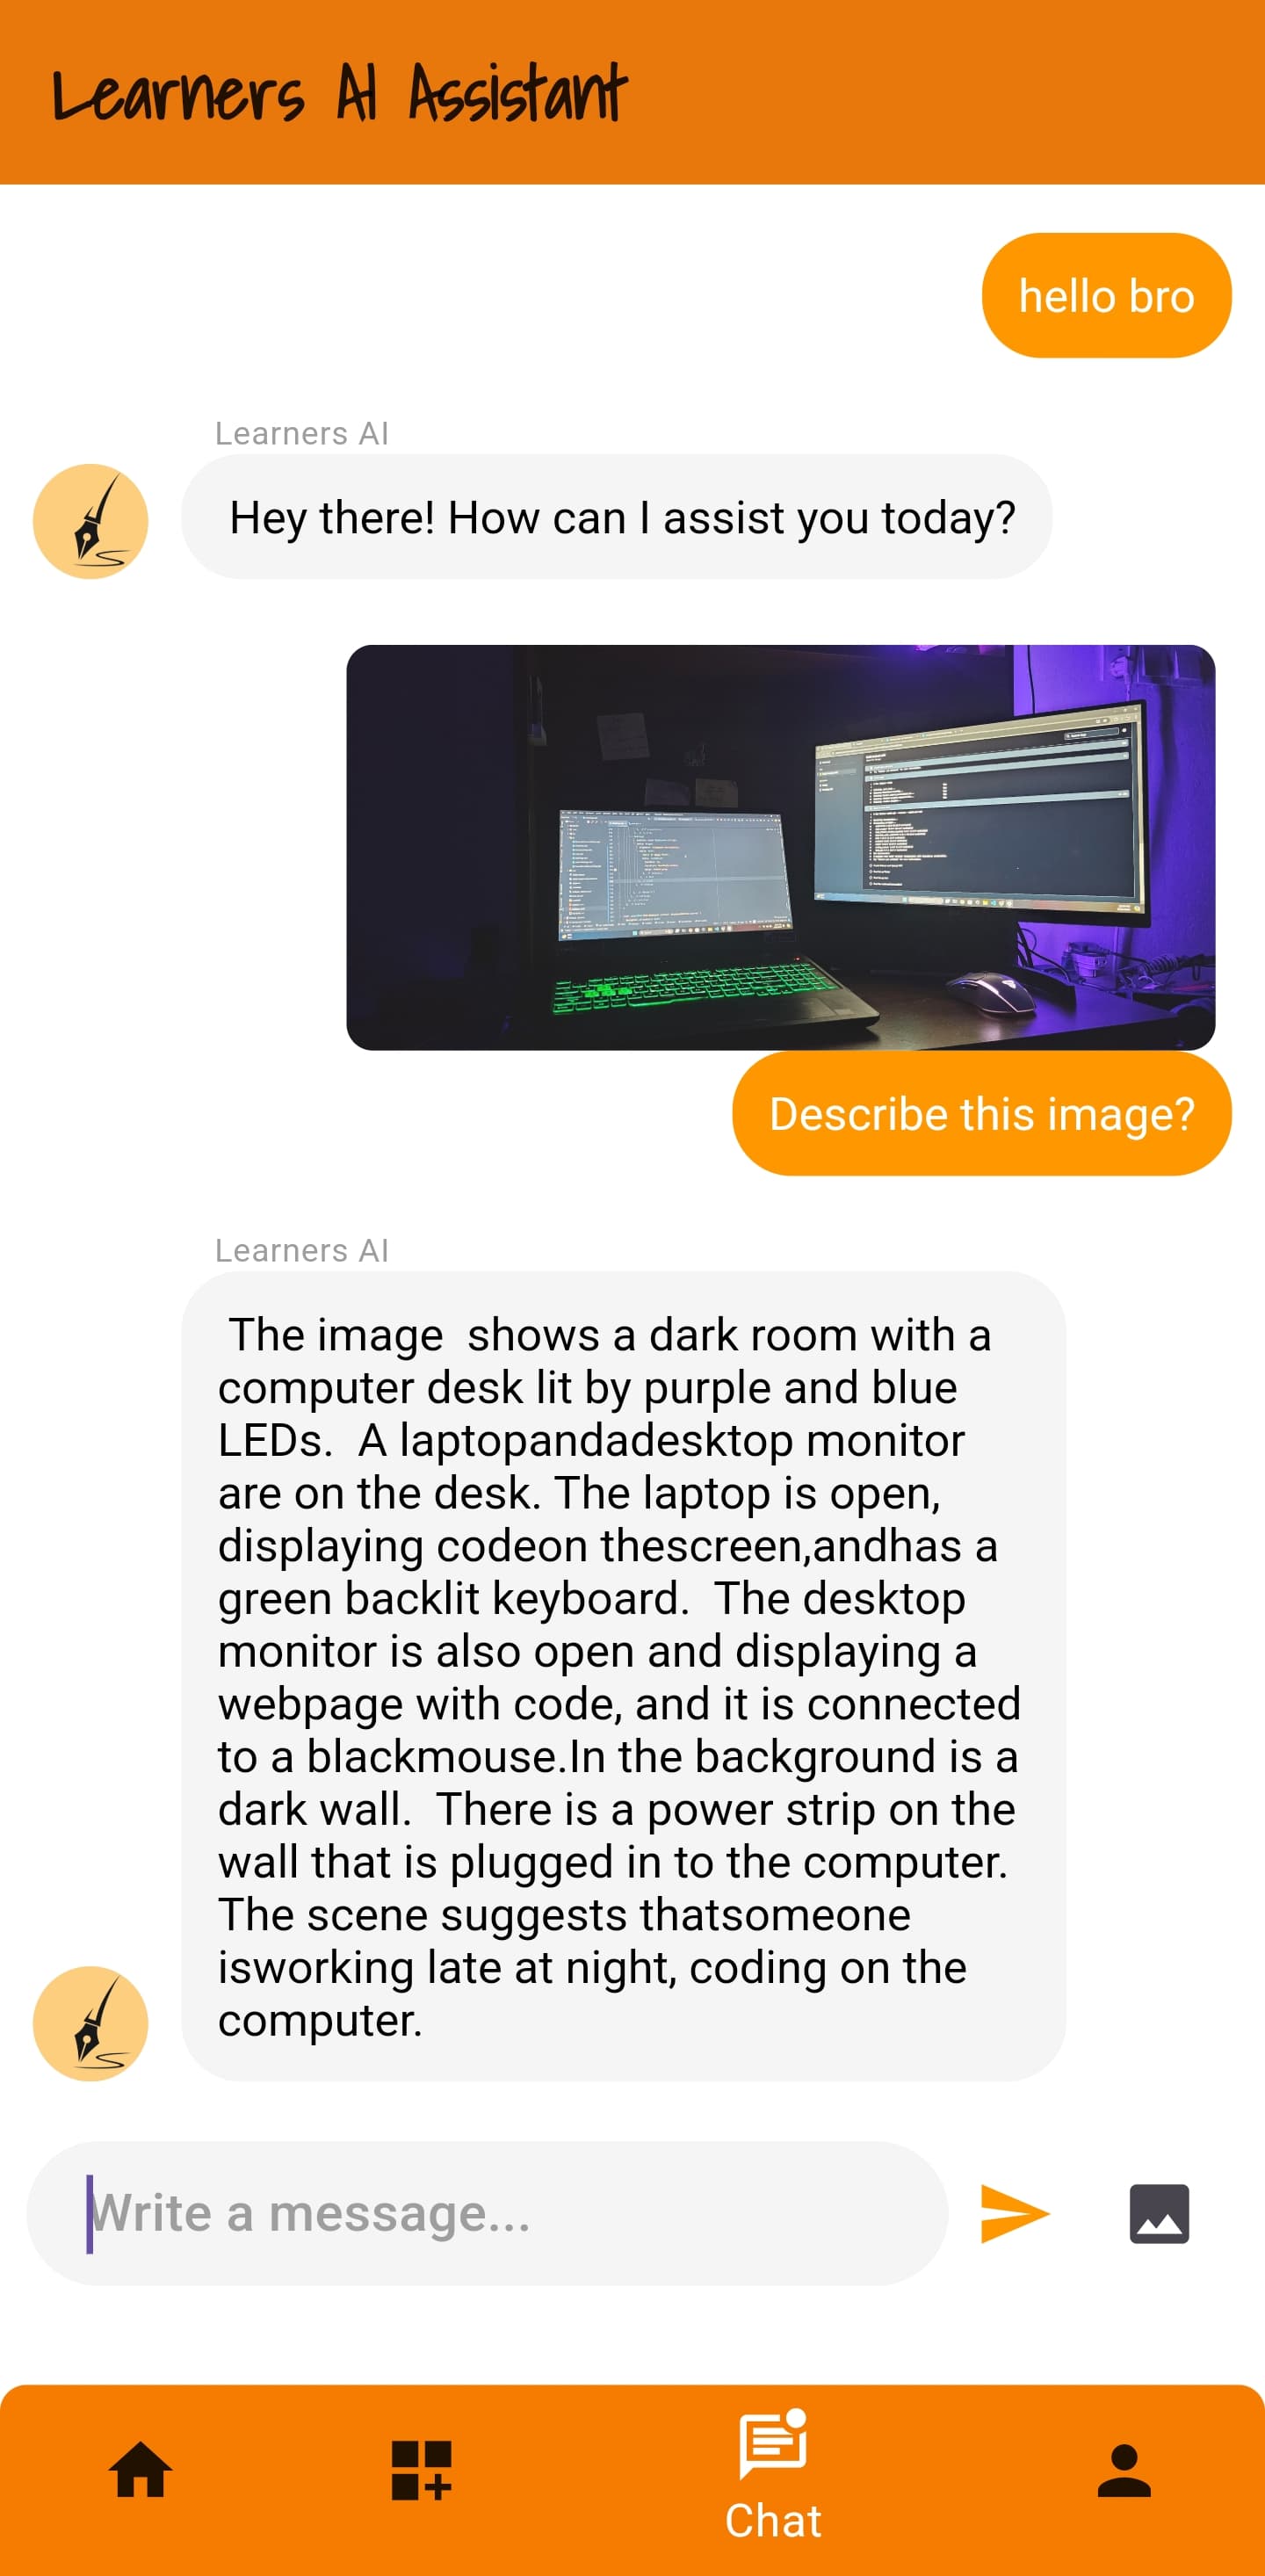 Learners AI Assistant
hello bro
Learners AI
Hey there! How can I assist you today?
Describe this image?
Learners AI
The image  shows a dark room with a
computer desk lit by purple and blue
LEDs.  A laptopandadesktop monitor
are on the desk. The laptop is open,
displaying codeon thescreen,andhas a
green backlit keyboard.  The desktop
monitor is also open and displaying a
webpage with code, and it is connected
to a blackmouse.In the background is a
dark wall.  There is a power strip on the
wall that is plugged in to the computer.
The scene suggests thatsomeone
isworking late at night, coding on the
computer.
Write a message...
Chat